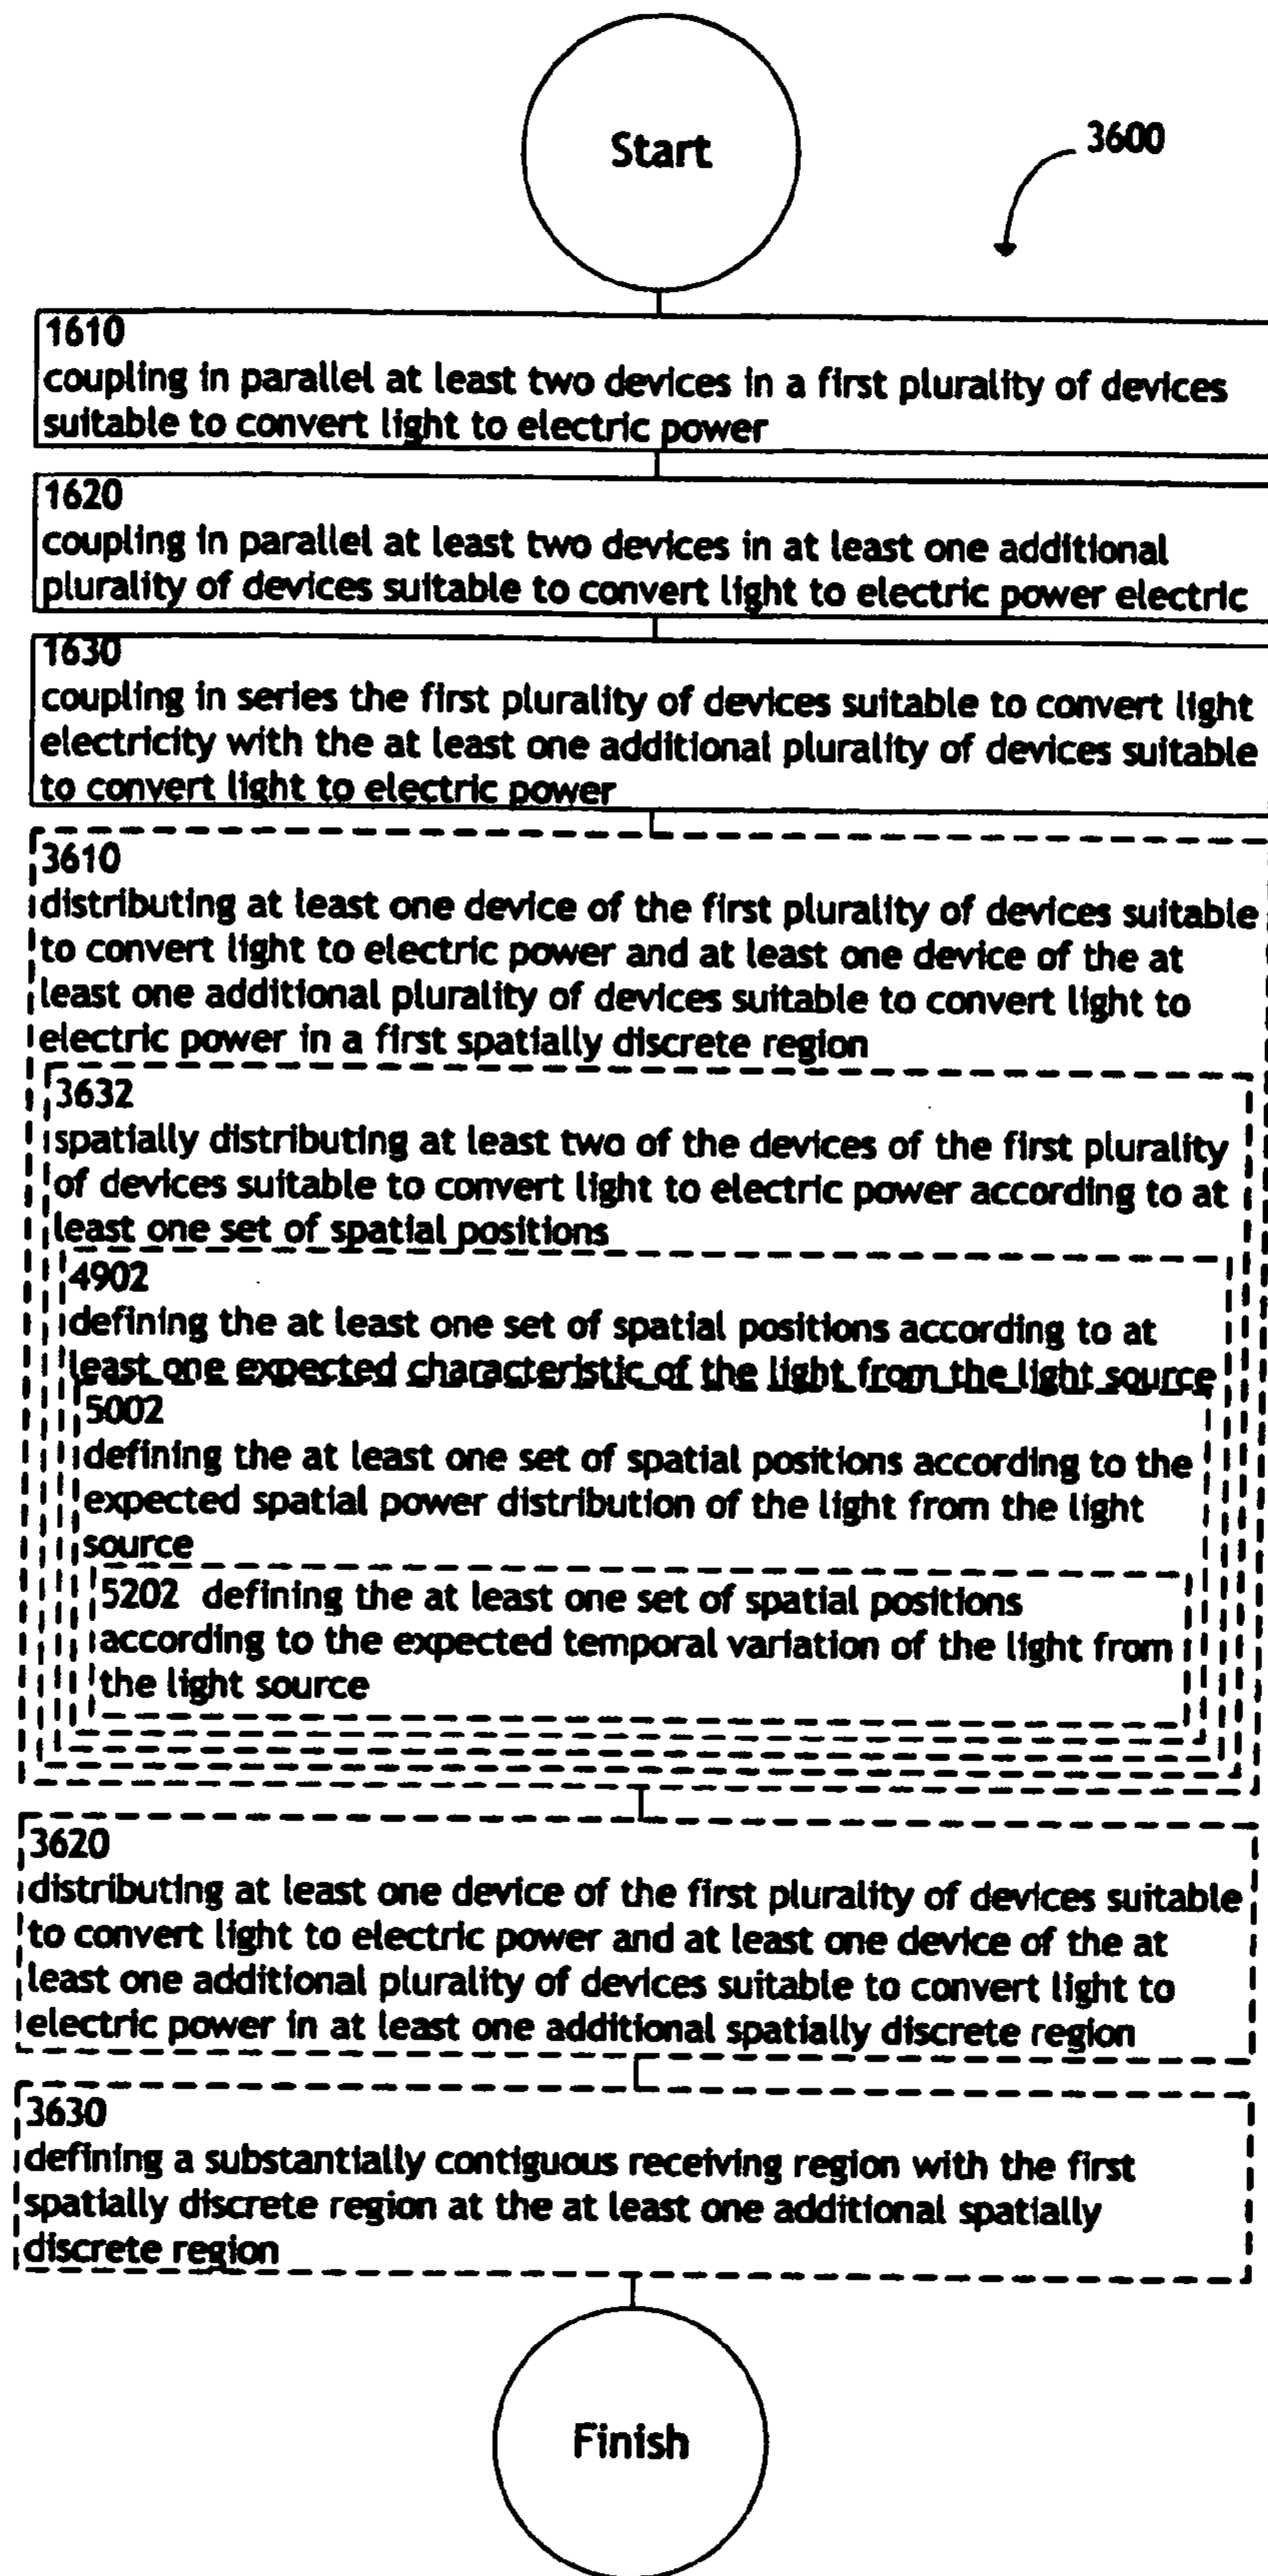 Start
3600
1610
coupling in parallel at least two devices in a first plurality of devices
suitable to convert light to electric power
1620
coupling in parallel at least two devices in at least one additional
plurality of devices suitable to convert light to electric power electric
1630
coupling in series the first plurality of devices suitable to convert light
electricity with the at least one additional plurality of devices suitable
to convert light to electric power
3610
distributing at least one device of the first plurality of devices suitable
to convert light to electric power and at least one device of the at
least one additional plurality of devices suitable to convert light to
electric power in a first spatially discrete region
3632
spatially distributing at least two of the devices of the first plurality
of devices suitable to convert light to electric power according to at
least one set of spatial positions
4902
defining the at least one set of spatial positions according to at
least one expected characteristic of the light from the light source
5002
defining the at least one set of spatial positions according to the
expected spatial power distribution of the light from the light
source
5202 defining the at least one set of spatial positions
according to the expected temporal variation of the light from
the light source
3620
distributing at least one device of the first plurality of devices suitable
to convert light to electric power and at least one device of the at
least one additional plurality of devices suitable to convert light to
electric power in at least one additional spatially discrete region
3630
defining a substantially contiguous receiving region with the first
spatially discrete region at the at least one additional spatially
discrete region
Finish